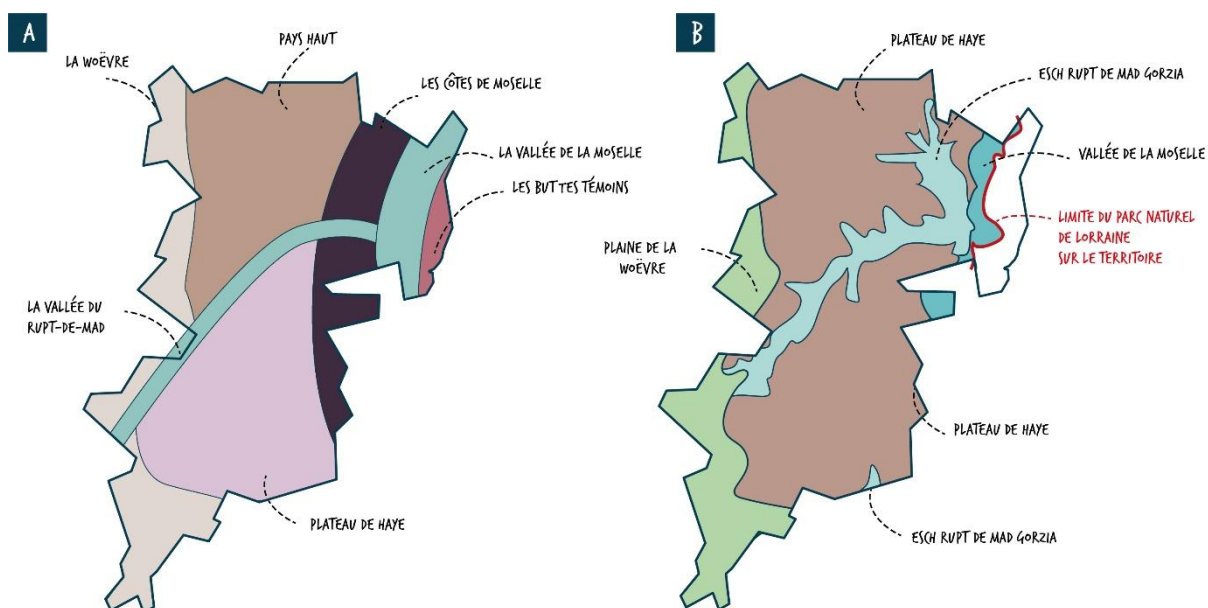 A
LA WOËVRE
PAYS HAUT
LES CÔTES DE MOSELLE
LA VALLÉE DE LA MOSELLE
LES BUTTES TÉMOINS
LA VALLÉE DU
RUPT-DE-MAD
PLATEAU DE HAYE
B
PLATEAU DE HAYE
ESCH RUPT DE MAD GORZIA
VALLÉE DE LA MOSELLE
LIMITE DU PARC NATUREL
DE LORRAINE
SUR LE TERRITOIRE
PLAINE DE LA
WOËVRE
PLATEAU DE HAYE
ESCH RUPT DE MAD GORZIA